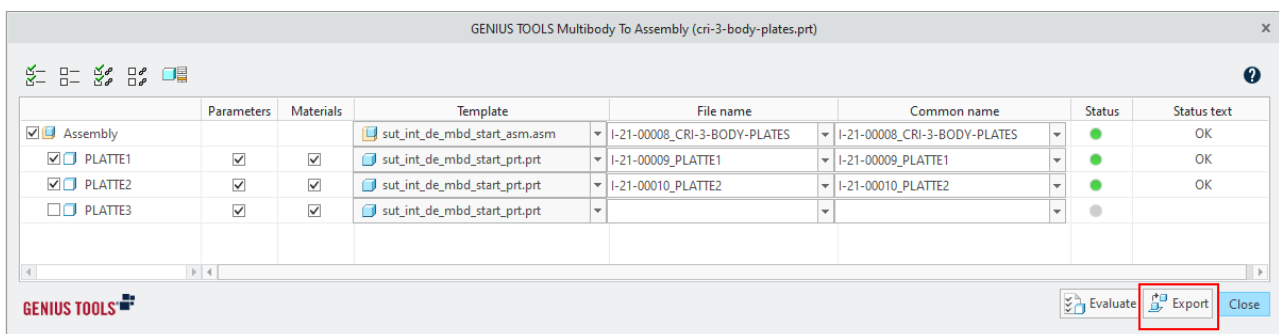 GENIUS TOOLS Multibody To Assembly (cri-3-body-plates.prt) x
?
Parameters Materials Template File name Common name Status Status text
Assembly sut_int_de_mbd_start_asm.asm I-21-00008_CRI-3-BODY-PLATES I-21-00008_CRI-3-BODY-PLATES OK
PLATTE1 sut_int_de_mbd_start_prt.prt I-21-00009_PLATTE1 I-21-00009_PLATTE1 OK
PLATTE2 sut_int_de_mbd_start_prt.prt I-21-00010_PLATTE2 I-21-00010_PLATTE2 OK
PLATTE3 sut_int_de_mbd_start_prt.prt
GENIUS TOOLS Evaluate Export Close